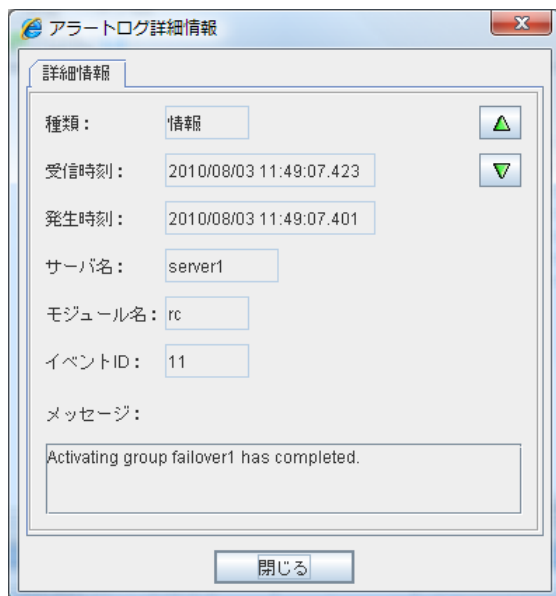 アラートログ詳細情報
詳細情報
種類： 情報
受信時刻： 2010/08/03 11:49:07.423
発生時刻： 2010/08/03 11:49:07.401
サーバ名： server1
モジュール名： rc
イベントID： 11
メッセージ：
Activating group failover1 has completed.
閉じる